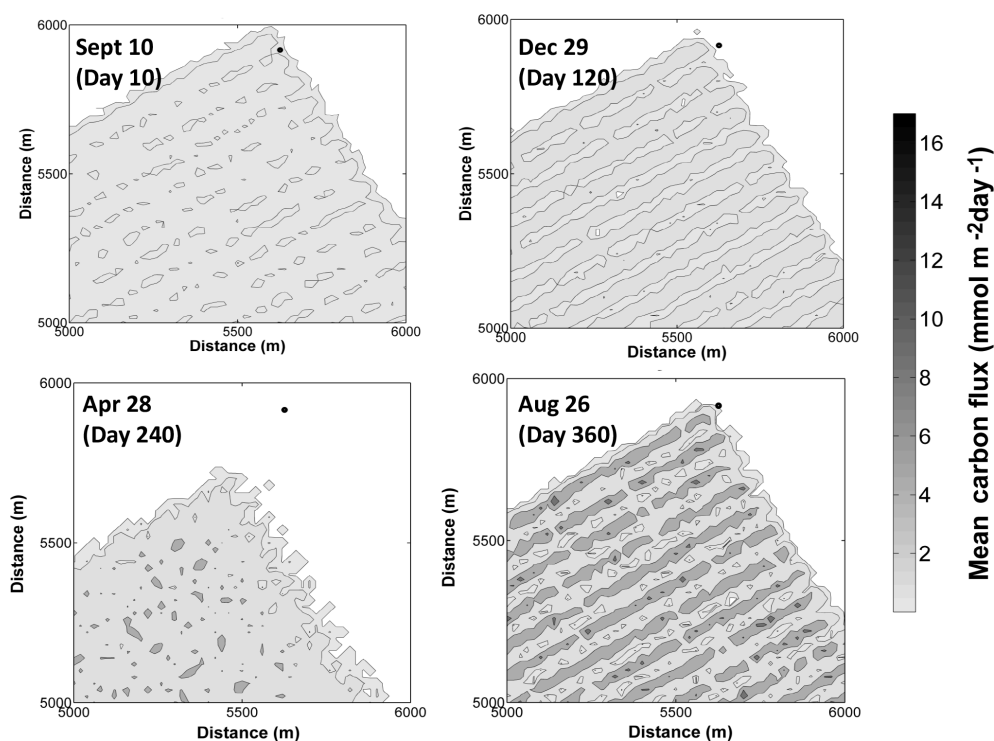 Sept 10
(Day 10)
6000
5500
5000
5000
5500
6000
Distance (m)
Distance (m)
Dec 29
(Day 120)
6000
5500
5000
5000
5500
6000
Distance (m)
Distance (m)
Apr 28
(Day 240)
6000
5500
5000
5000
5500
6000
Distance (m)
Distance (m)
Aug 26
(Day 360)
6000
5500
5000
5000
5500
6000
Distance (m)
Distance (m)
16
14
12
10
8
6
4
2
Mean carbon flux (mmol m -2day -1)